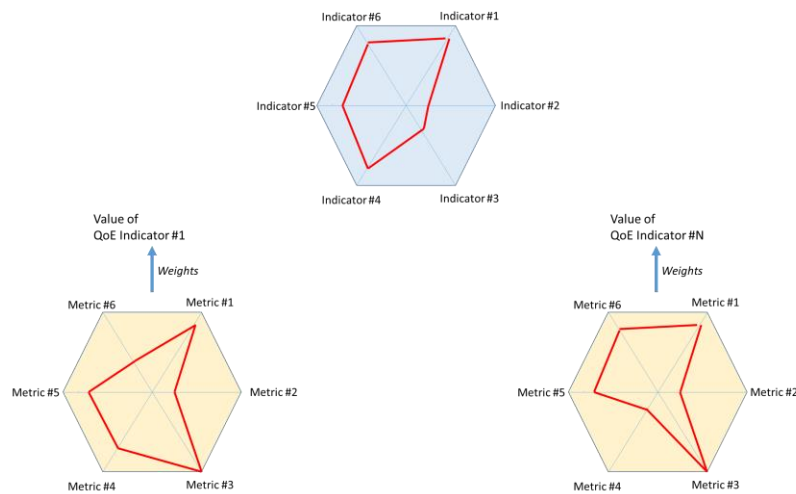 Indicator #6
Indicator #1
Indicator #5
Indicator #2
Indicator #4
Indicator #3
Value of
QoE Indicator #1
Weights
Metric #6
Metric #1
Metric #5
Metric #2
Metric #4
Metric #3
Value of
QoE Indicator #N
Weights
Metric #6
Metric #1
Metric #5
Metric #2
Metric #4
Metric #3